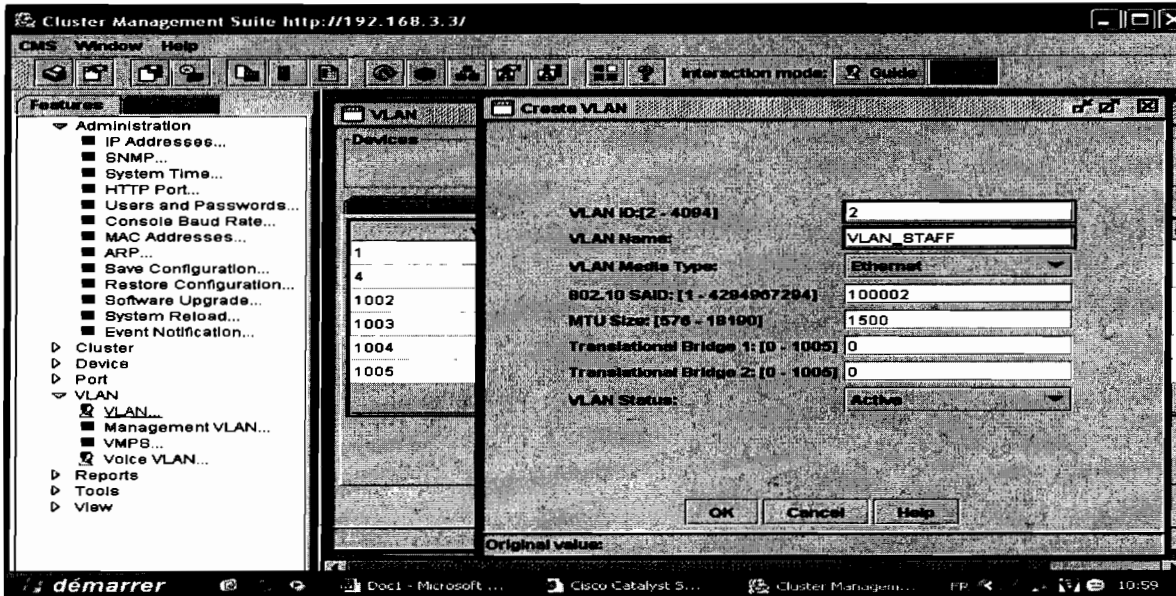 Cluster Management Suite http://192.168.3.3/
CMS Window Help
Interaction mode: Guide
Features
Administration
IP Addresses...
SNMP...
System Time...
HTTP Port...
Users and Passwords...
Console Baud Rate...
MAC Addresses...
ARP...
Save Configuration...
Restore Configuration...
Software Upgrade...
System Reload...
Event Notification...
Cluster
Device
Port
VLAN
VLAN...
Management VLAN...
VMPS...
Voice VLAN...
Reports
Tools
View
VLAN
Devices
1
4
1002
1003
1004
1005
Create VLAN
VLAN ID:[2 - 4094] 2
VLAN Name: VLAN_STAFF
VLAN Media Type: Ethernet
802.10 SAID: [1 - 4294967294] 100002
MTU Size: [576 - 18190] 1500
Translational Bridge 1: [0 - 1005] 0
Translational Bridge 2: [0 - 1005] 0
VLAN Status: Active
OK Cancel Help
Original value:
démarrer Doc1 - Microsoft ... Cisco Catalyst S... Cluster Managem... FR 10:59